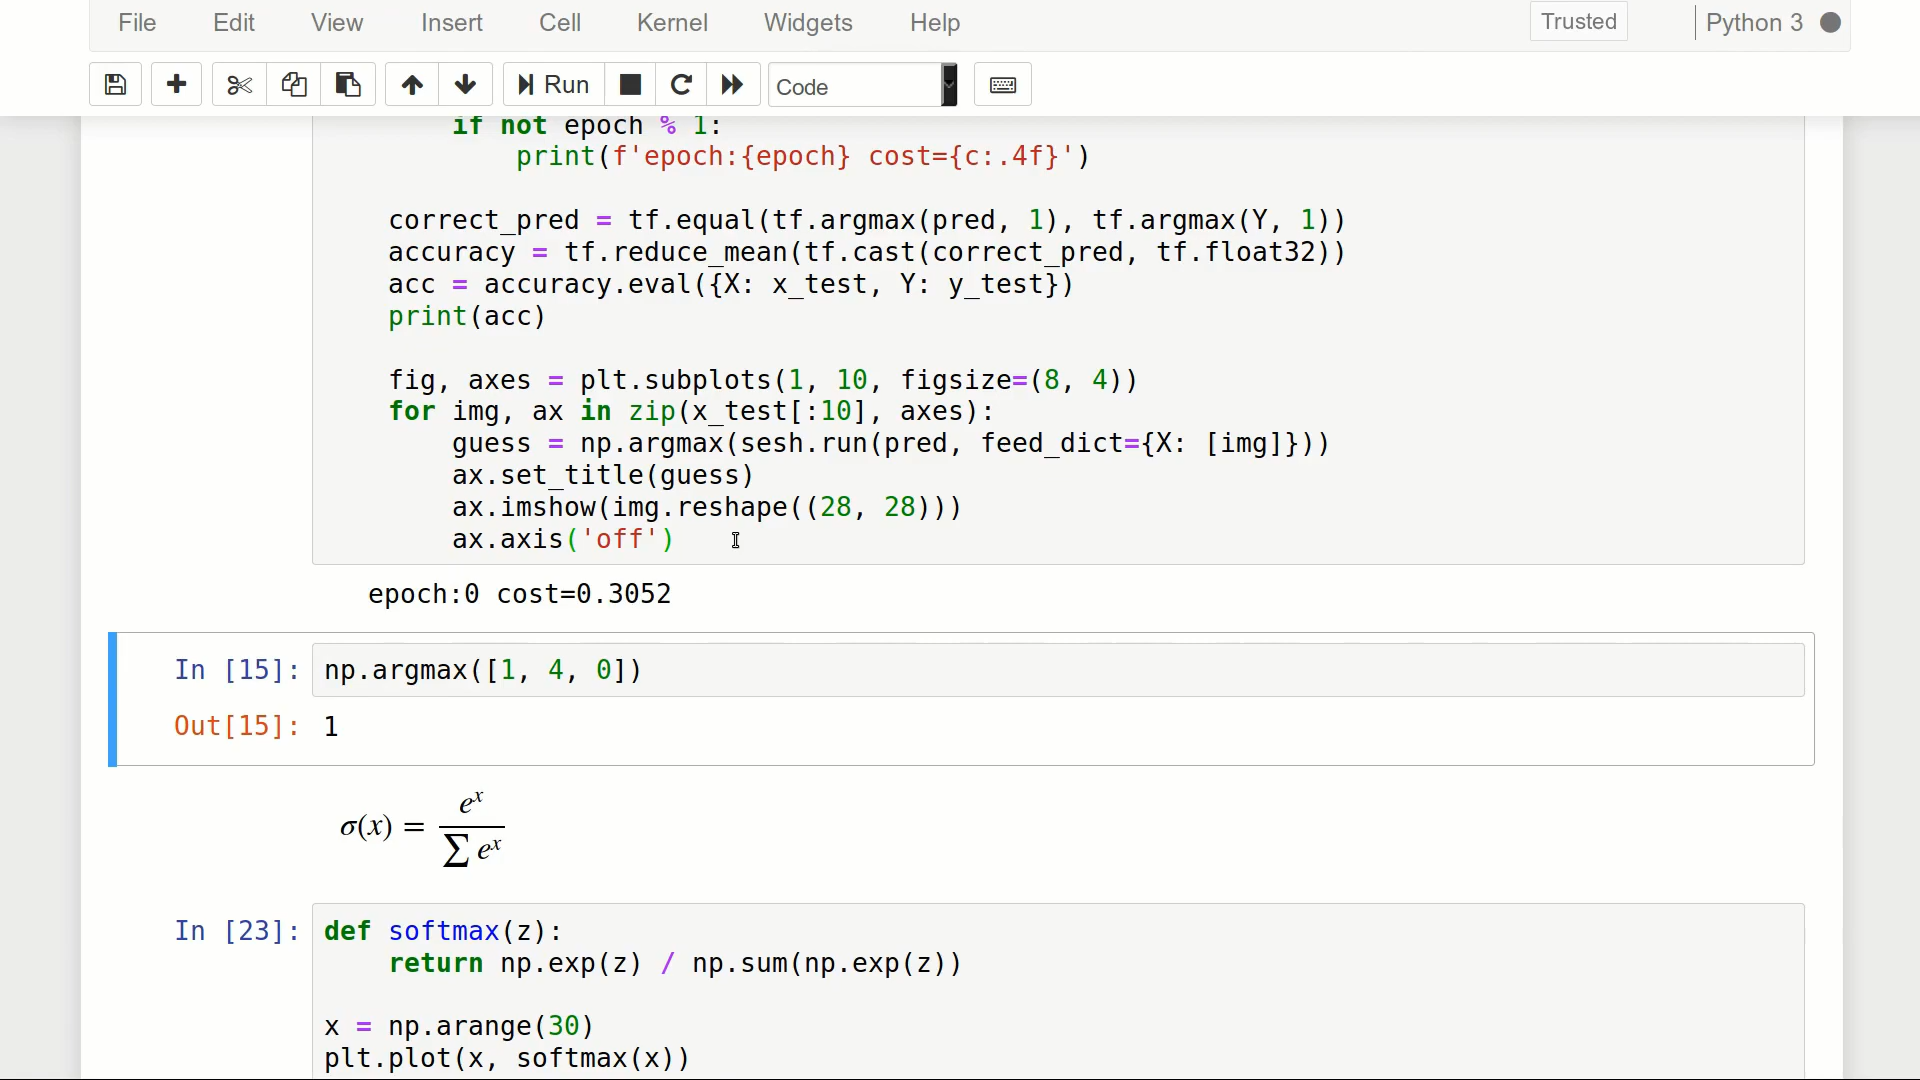 File Edit View Insert Cell Kernel Widgets Help Trusted Python 3
Run Code
if not epoch % 1:
print(f'epoch:{epoch} cost={c:.4f}')
correct_pred = tf.equal(tf.argmax(pred, 1), tf.argmax(Y, 1))
accuracy = tf.reduce_mean(tf.cast(correct_pred, tf.float32))
acc = accuracy.eval({X: x_test, Y: y_test})
print(acc)
fig, axes = plt.subplots(1, 10, figsize=(8, 4))
for img, ax in zip(x_test[:10], axes):
guess = np.argmax(sesh.run(pred, feed_dict={X: [img]}))
ax.set_title(guess)
ax.imshow(img.reshape((28, 28)))
ax.axis('off')
epoch:0 cost=0.3052
In [15]: np.argmax([1, 4, 0])
Out[15]: 1
σ(x) = e^x / ∑ e^x
In [23]: def softmax(z):
return np.exp(z) / np.sum(np.exp(z))
x = np.arange(30)
plt.plot(x, softmax(x))